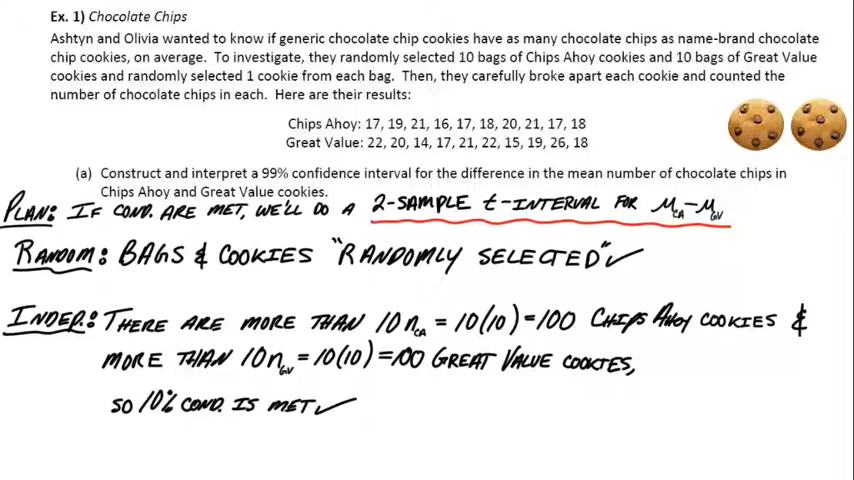 Ex. 1) Chocolate Chips
Ashtyn and Olivia wanted to know if generic chocolate chip cookies have as many chocolate chips as name-brand chocolate
chip cookies, on average. To investigate, they randomly selected 10 bags of Chips Ahoy cookies and 10 bags of Great Value
cookies and randomly selected 1 cookie from each bag. Then, they carefully broke apart each cookie and counted the
number of chocolate chips in each. Here are their results:
Chips Ahoy: 17, 19, 21, 16, 17, 18, 20, 21, 17, 18
Great Value: 22, 20, 14, 17, 21, 22, 15, 19, 26, 18
(a) Construct and interpret a 99% confidence interval for the difference in the mean number of chocolate chips in
Chips Ahoy and Great Value cookies.
PLAN: IF COND. ARE MET, WE'LL DO A 2-SAMPLE t-INTERVAL FOR μCA-μGV
RANDOM: BAGS & COOKIES "RANDOMLY SELECTED" ✓
INDEP.: THERE ARE MORE THAN 10nCA = 10(10) = 100 CHIPS AHOY COOKIES &
MORE THAN 10nGV = 10(10) = 100 GREAT VALUE COOKIES,
SO 10% COND. IS MET ✓